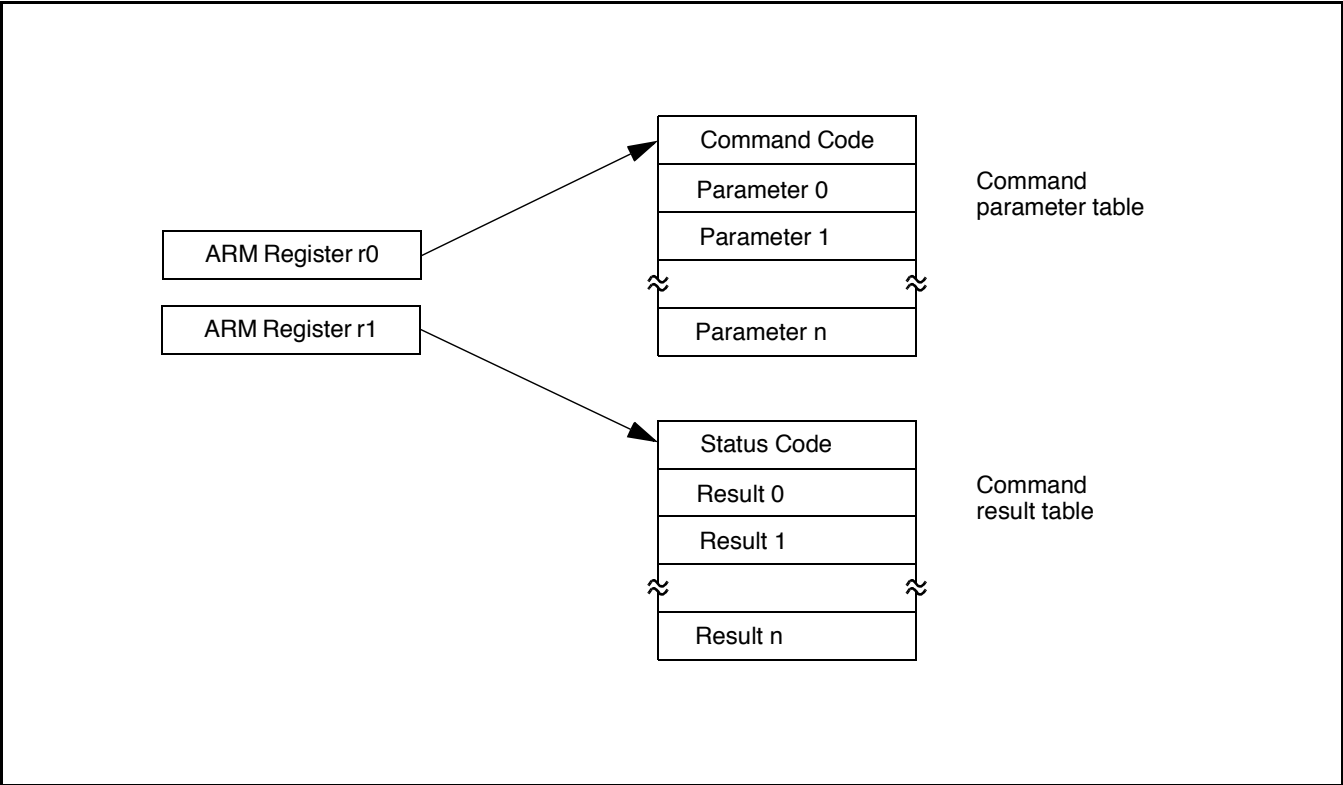 ARM Register r0
ARM Register r1
Command Code
Parameter 0
Parameter 1
Parameter n
Command
parameter table
Status Code
Result 0
Result 1
Result n
Command
result table